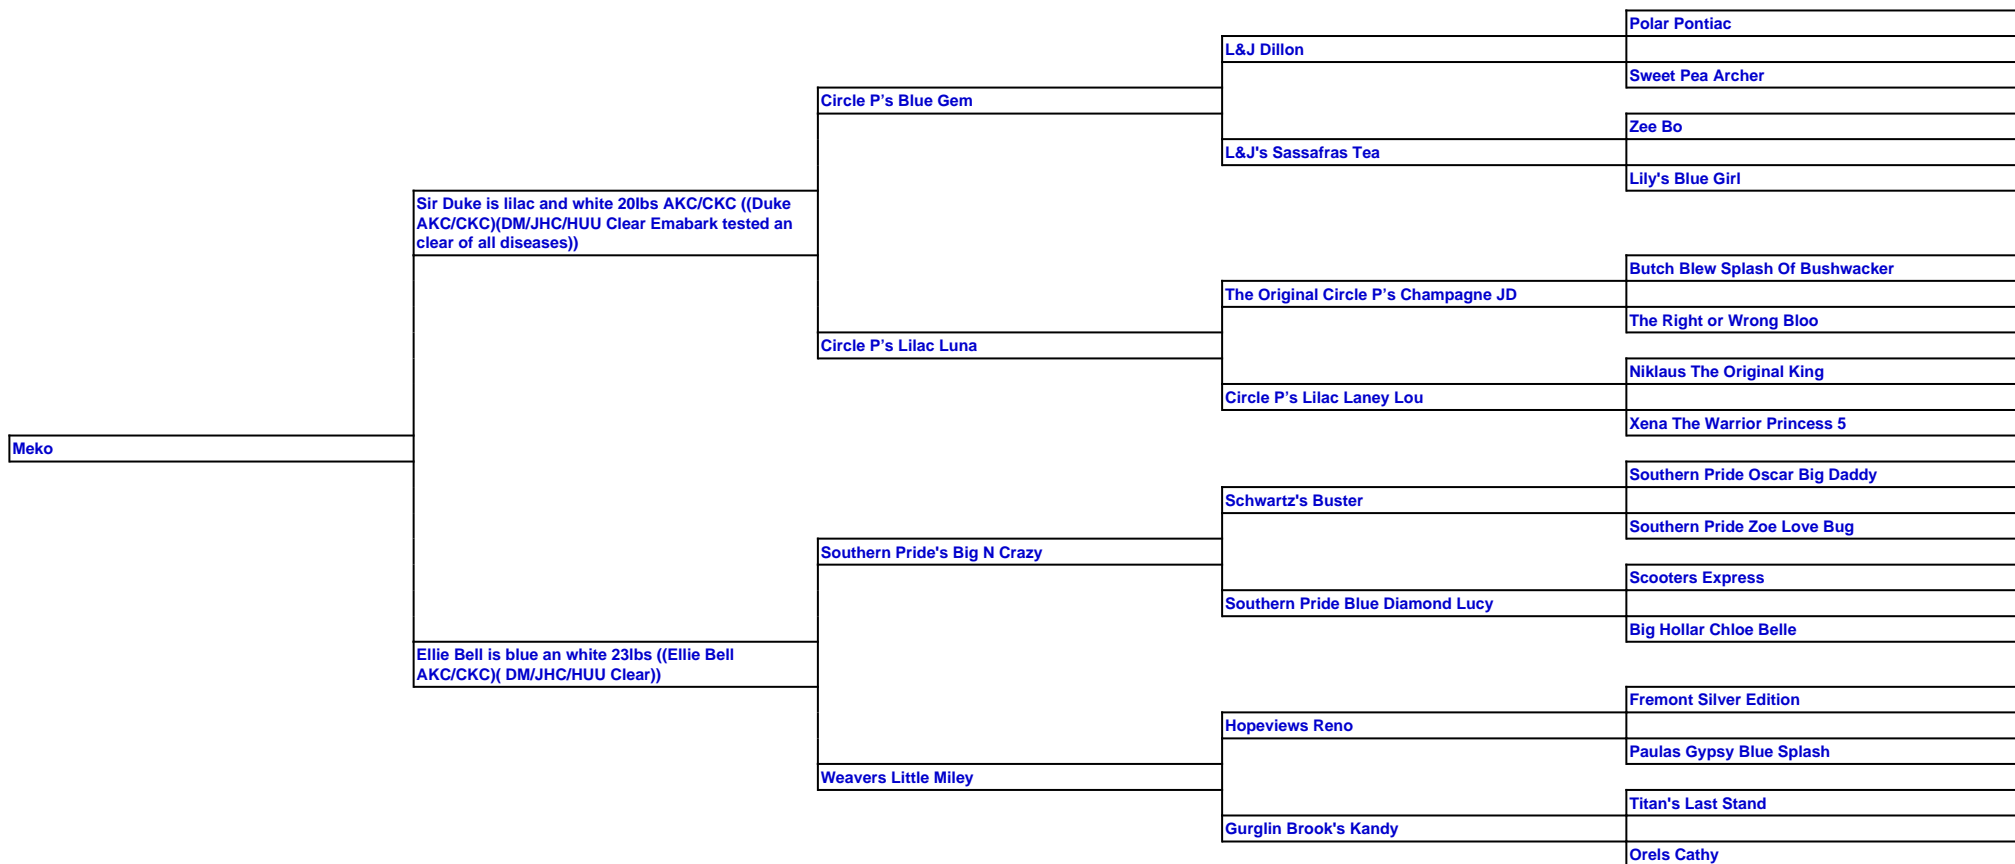 Polar Pontiac
L&J Dillon
Sweet Pea Archer
Circle P’s Blue Gem
Zee Bo
L&J's Sassafras Tea
Lily's Blue Girl
Sir Duke is lilac and white 20lbs AKC/CKC ((Duke
AKC/CKC)(DM/JHC/HUU Clear Emabark tested an
clear of all diseases))
Butch Blew Splash Of Bushwacker
The Original Circle P’s Champagne JD
The Right or Wrong Bloo
Circle P’s Lilac Luna
Niklaus The Original King
Circle P’s Lilac Laney Lou
Xena The Warrior Princess 5
Meko
Southern Pride Oscar Big Daddy
Schwartz's Buster
Southern Pride Zoe Love Bug
Southern Pride's Big N Crazy
Scooters Express
Southern Pride Blue Diamond Lucy
Big Hollar Chloe Belle
Ellie Bell is blue an white 23lbs ((Ellie Bell
AKC/CKC)( DM/JHC/HUU Clear))
Fremont Silver Edition
Hopeviews Reno
Paulas Gypsy Blue Splash
Weavers Little Miley
Titan's Last Stand
Gurglin Brook's Kandy
Orels Cathy